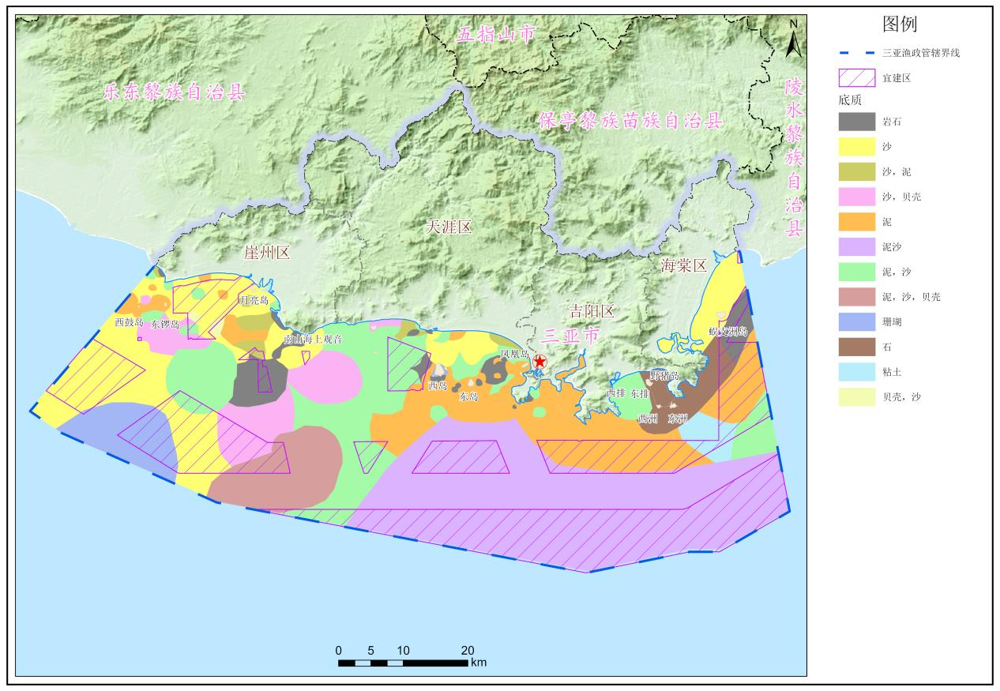 五指山市
乐东黎族自治县
保亭黎族苗族自治县
陵水黎族自治县
N
天涯区
崖州区
海棠区
吉阳区
三亚市
月亮岛
西鼓岛
东锣岛
南山海上观音
凤凰岛
西岛
东岛
蜈支洲岛
野猪岛
西排
东排
西洲
东洲
0 5 10 20
km
图例
三亚渔政管辖界线
宜建区
底质
岩石
沙
沙，泥
沙，贝壳
泥
泥沙
泥，沙
泥，沙，贝壳
珊瑚
石
粘土
贝壳，沙